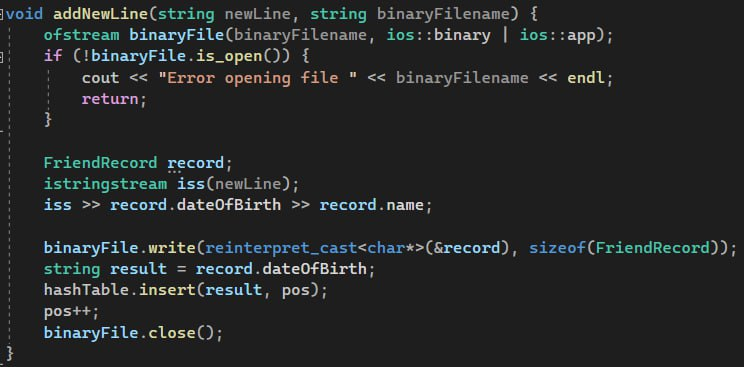 void addNewLine(string newLine, string binaryFilename) {
    ofstream binaryFile(binaryFilename, ios::binary | ios::app);
    if (!binaryFile.is_open()) {
        cout << "Error opening file " << binaryFilename << endl;
        return;
    }

    FriendRecord record;
    istringstream iss(newLine);
    iss >> record.dateOfBirth >> record.name;

    binaryFile.write(reinterpret_cast<char*>(&record), sizeof(FriendRecord));
    string result = record.dateOfBirth;
    hashTable.insert(result, pos);
    pos++;
    binaryFile.close();
}